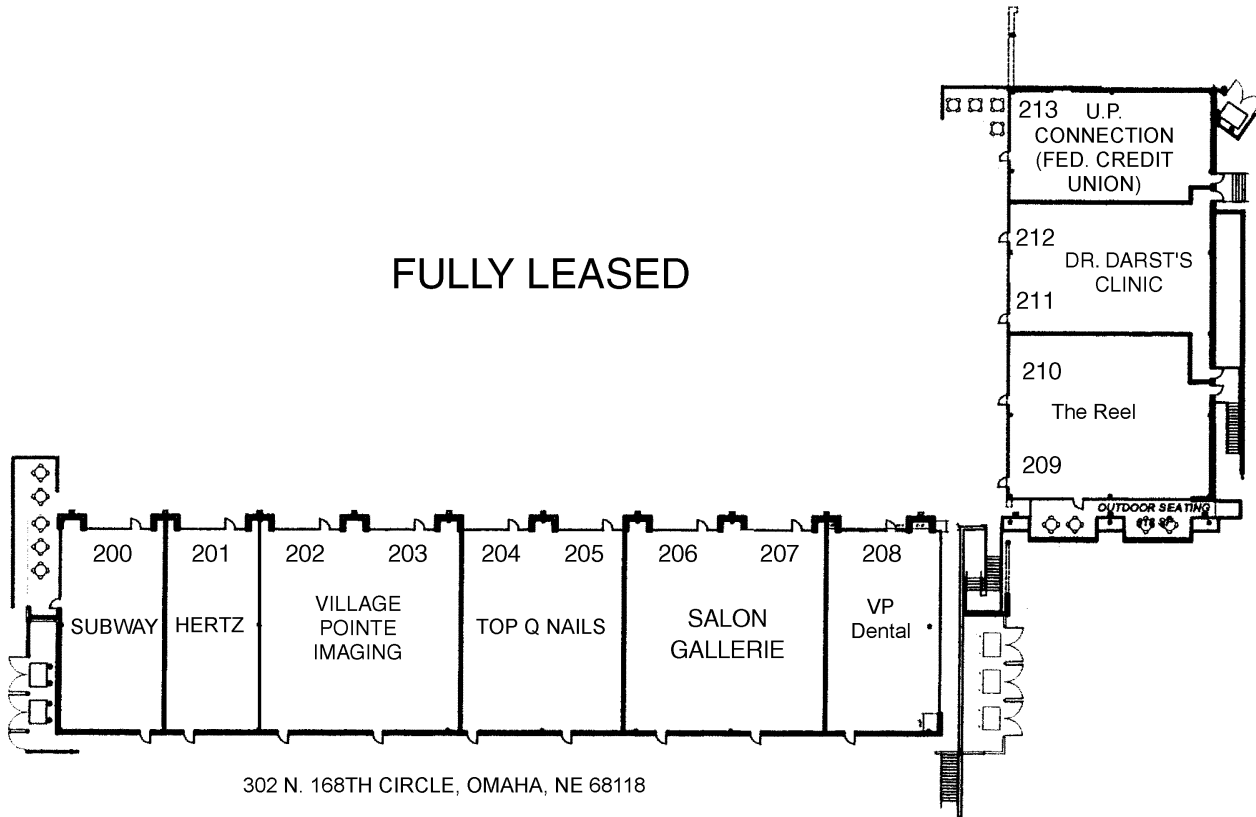 213 U.P.
CONNECTION
(FED. CREDIT
UNION)
212
DR. DARST'S
CLINIC
211
FULLY LEASED
210
The Reel
209
OUTDOOR SEATING
200
SUBWAY
201
HERTZ
202 203
VILLAGE
POINTE
IMAGING
204 205
TOP Q NAILS
206 207
SALON
GALLERIE
208
VP
Dental
302 N. 168TH CIRCLE, OMAHA, NE 68118